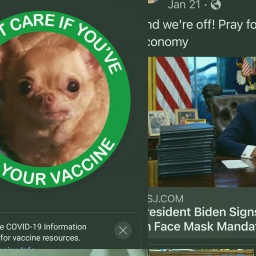 T CARE IF YOU'VE
YOUR VACCINE
e COVID-19 Information
for vaccine resources.
Jan 21
nd we're off! Pray fo
conomy
SJ.COM
resident Biden Signs
Face Mask Mandat